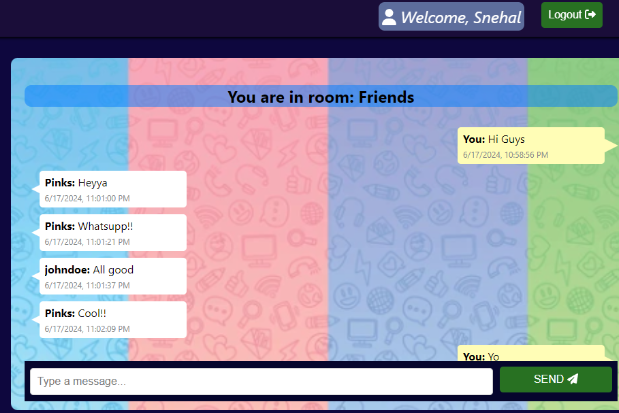 Welcome, Snehal
Logout
You are in room: Friends
You: Hi Guys
6/17/2024, 10:58:56 PM
Pinks: Heyya
6/17/2024, 11:01:00 PM
Pinks: Whatsupp!!
6/17/2024, 11:01:21 PM
johndoe: All good
6/17/2024, 11:01:37 PM
Pinks: Cool!!
6/17/2024, 11:02:09 PM
You: Yo
Type a message...
SEND